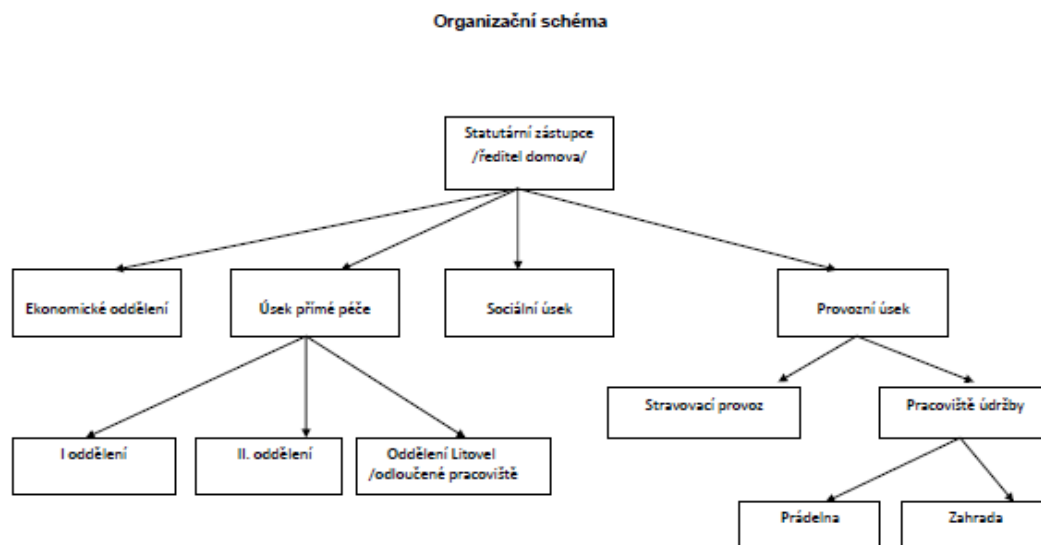 Organizační schéma
Statutární zástupce
/ředitel domova/
Ekonomické oddělení
Úsek přímé péče
Sociální úsek
Provozní úsek
Stravovací provoz
Pracoviště údržby
I oddělení
II. oddělení
Oddělení Litovel
/odloučené pracoviště
Prádelna
Zahrada